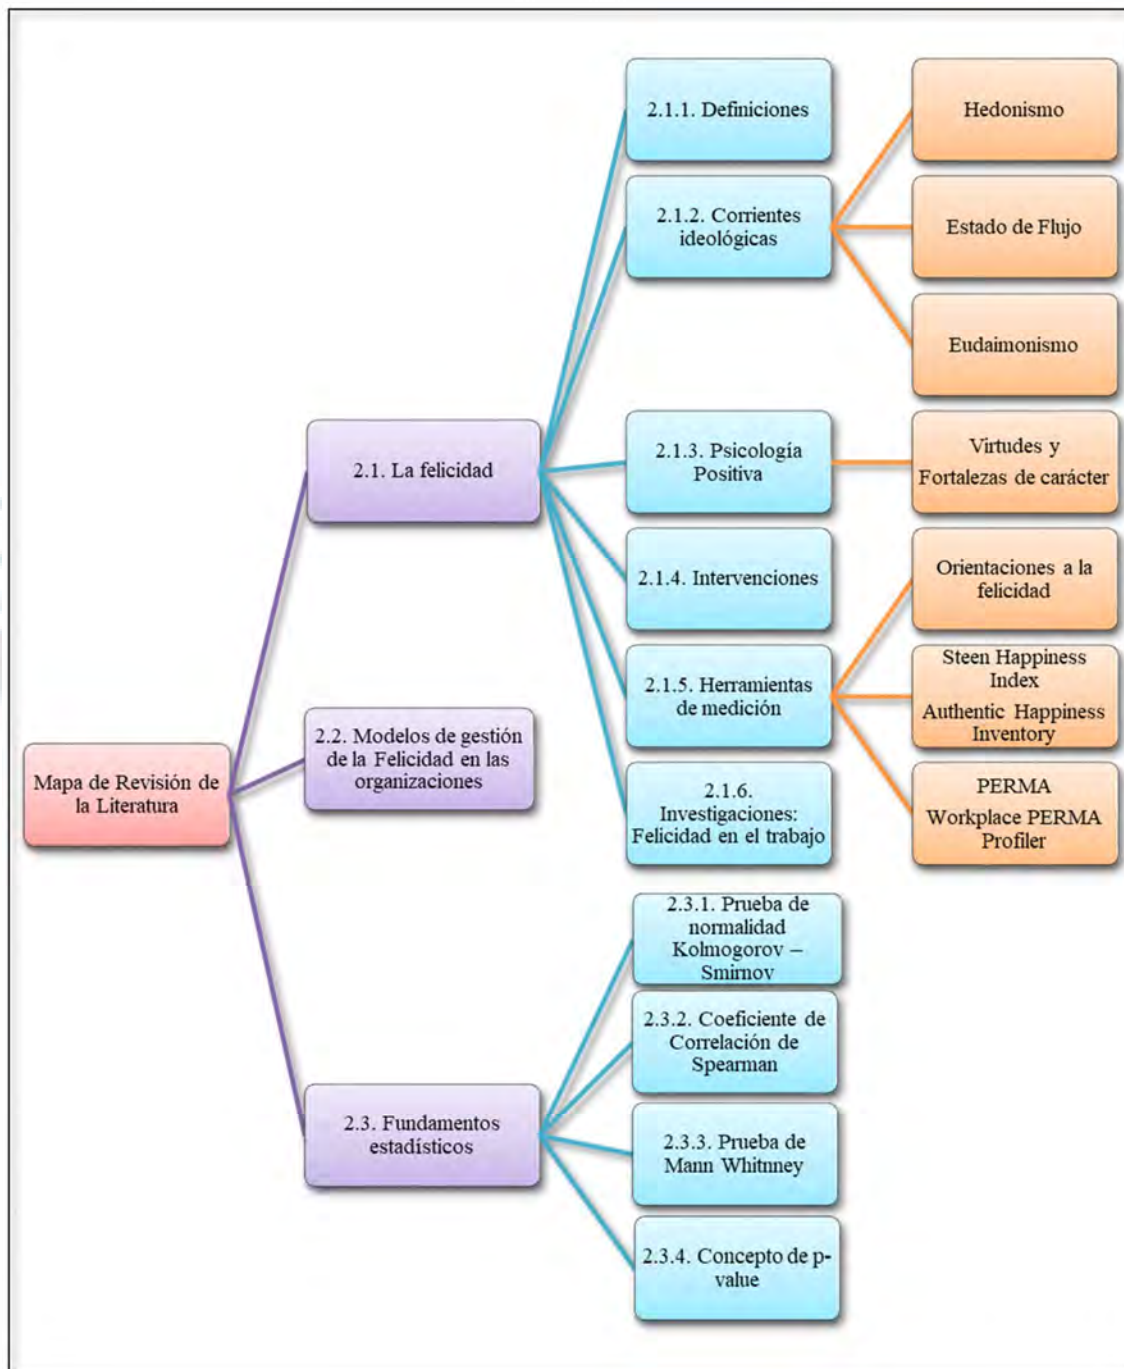 Mapa de Revisión de
la Literatura
2.1. La felicidad
2.1.1. Definiciones
2.1.2. Corrientes
ideológicas
Hedonismo
Estado de Flujo
Eudaimonismo
2.1.3. Psicología
Positiva
Virtudes y
Fortalezas de carácter
2.1.4. Intervenciones
2.1.5. Herramientas
de medición
Orientaciones a la
felicidad
Steen Happiness
Index
Authentic Happiness
Inventory
PERMA
Workplace PERMA
Profiler
2.1.6.
Investigaciones:
Felicidad en el trabajo
2.2. Modelos de gestión
de la Felicidad en las
organizaciones
2.3. Fundamentos
estadísticos
2.3.1. Prueba de
normalidad
Kolmogorov –
Smirnov
2.3.2. Coeficiente de
Correlación de
Spearman
2.3.3. Prueba de
Mann Whitnney
2.3.4. Concepto de p-
value